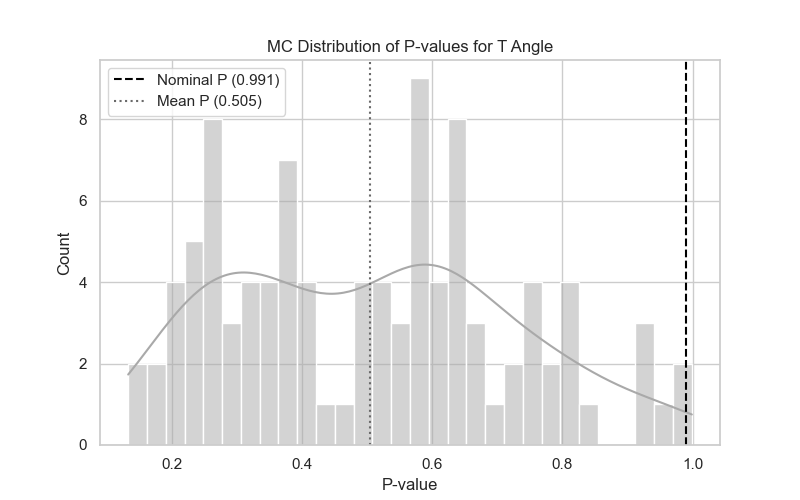 MC Distribution of P-values for T Angle
Nominal P (0.991)
Mean P (0.505)
Count
8
6
4
2
0
0.2 0.4 0.6 0.8 1.0
P-value